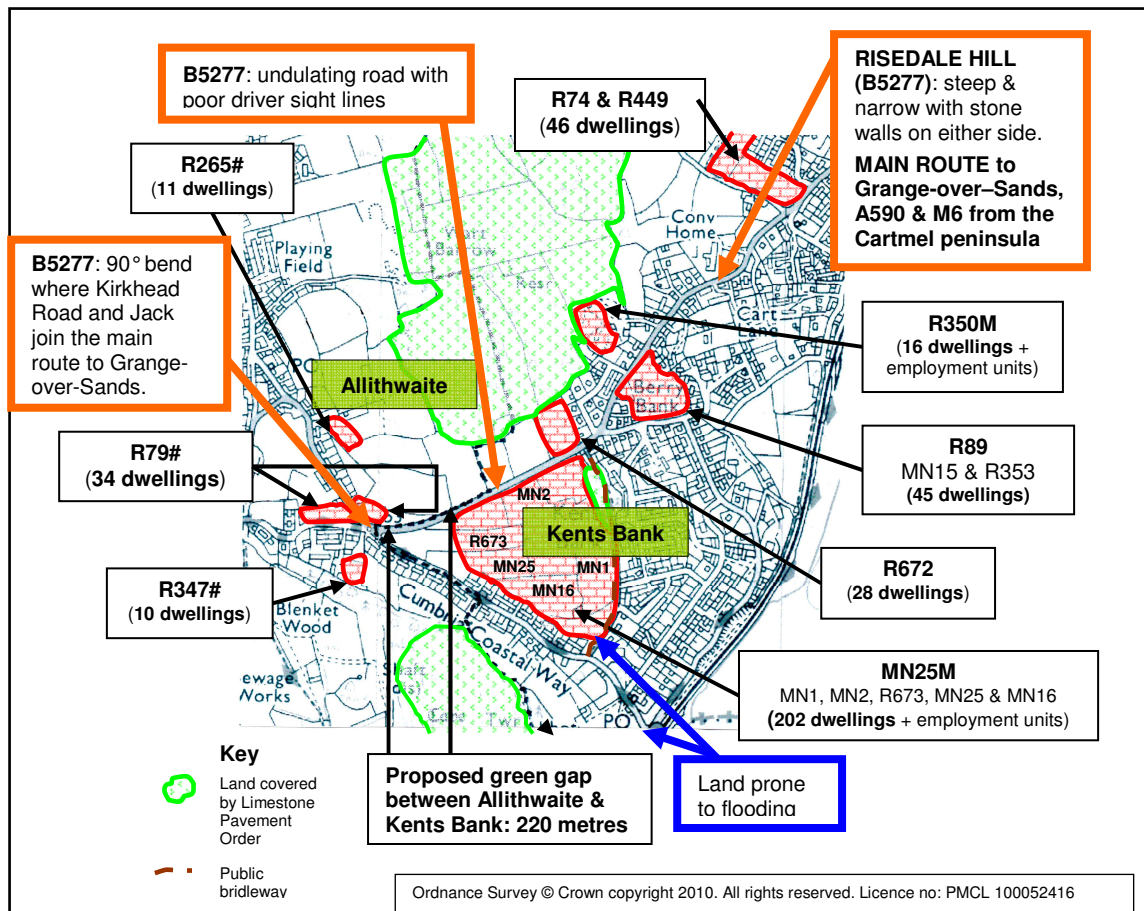 B5277: undulating road with
poor driver sight lines
RISEDALE HILL
(B5277): steep &
narrow with stone
walls on either side.
MAIN ROUTE to
Grange-over–Sands,
A590 & M6 from the
Cartmel peninsula
R74 & R449
(46 dwellings)
R265#
(11 dwellings)
B5277: 90° bend
where Kirkhead
Road and Jack
join the main
route to Grange-
over-Sands.
Playing
Field
Conv
Home
Cart
Lane
Allithwaite
R350M
(16 dwellings +
employment units)
Berry
Bank
R89
MN15 & R353
(45 dwellings)
R79#
(34 dwellings)
MN2
Kents Bank
R673
MN25
MN1
MN16
R672
(28 dwellings)
R347#
(10 dwellings)
Blenket
Wood
Cumbri
Coastal Way
ewage
Works
PO
MN25M
MN1, MN2, R673, MN25 & MN16
(202 dwellings + employment units)
Key
Land covered
by Limestone
Pavement
Order
Public
bridleway
Proposed green gap
between Allithwaite &
Kents Bank: 220 metres
Land prone
to flooding
Ordnance Survey © Crown copyright 2010. All rights reserved. Licence no: PMCL 100052416